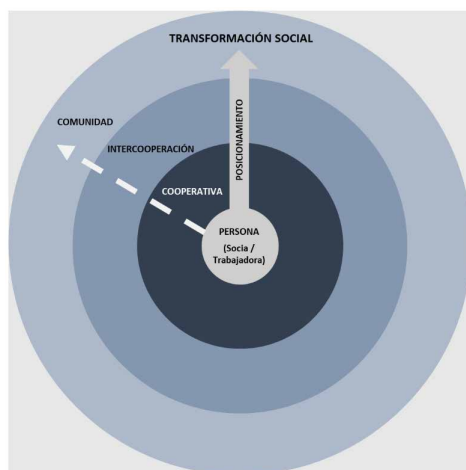 TRANSFORMACIÓN SOCIAL
POSICIONAMIENTO
COMUNIDAD
INTERCOOPERACIÓN
COOPERATIVA
PERSONA
(Socia /
Trabajadora)